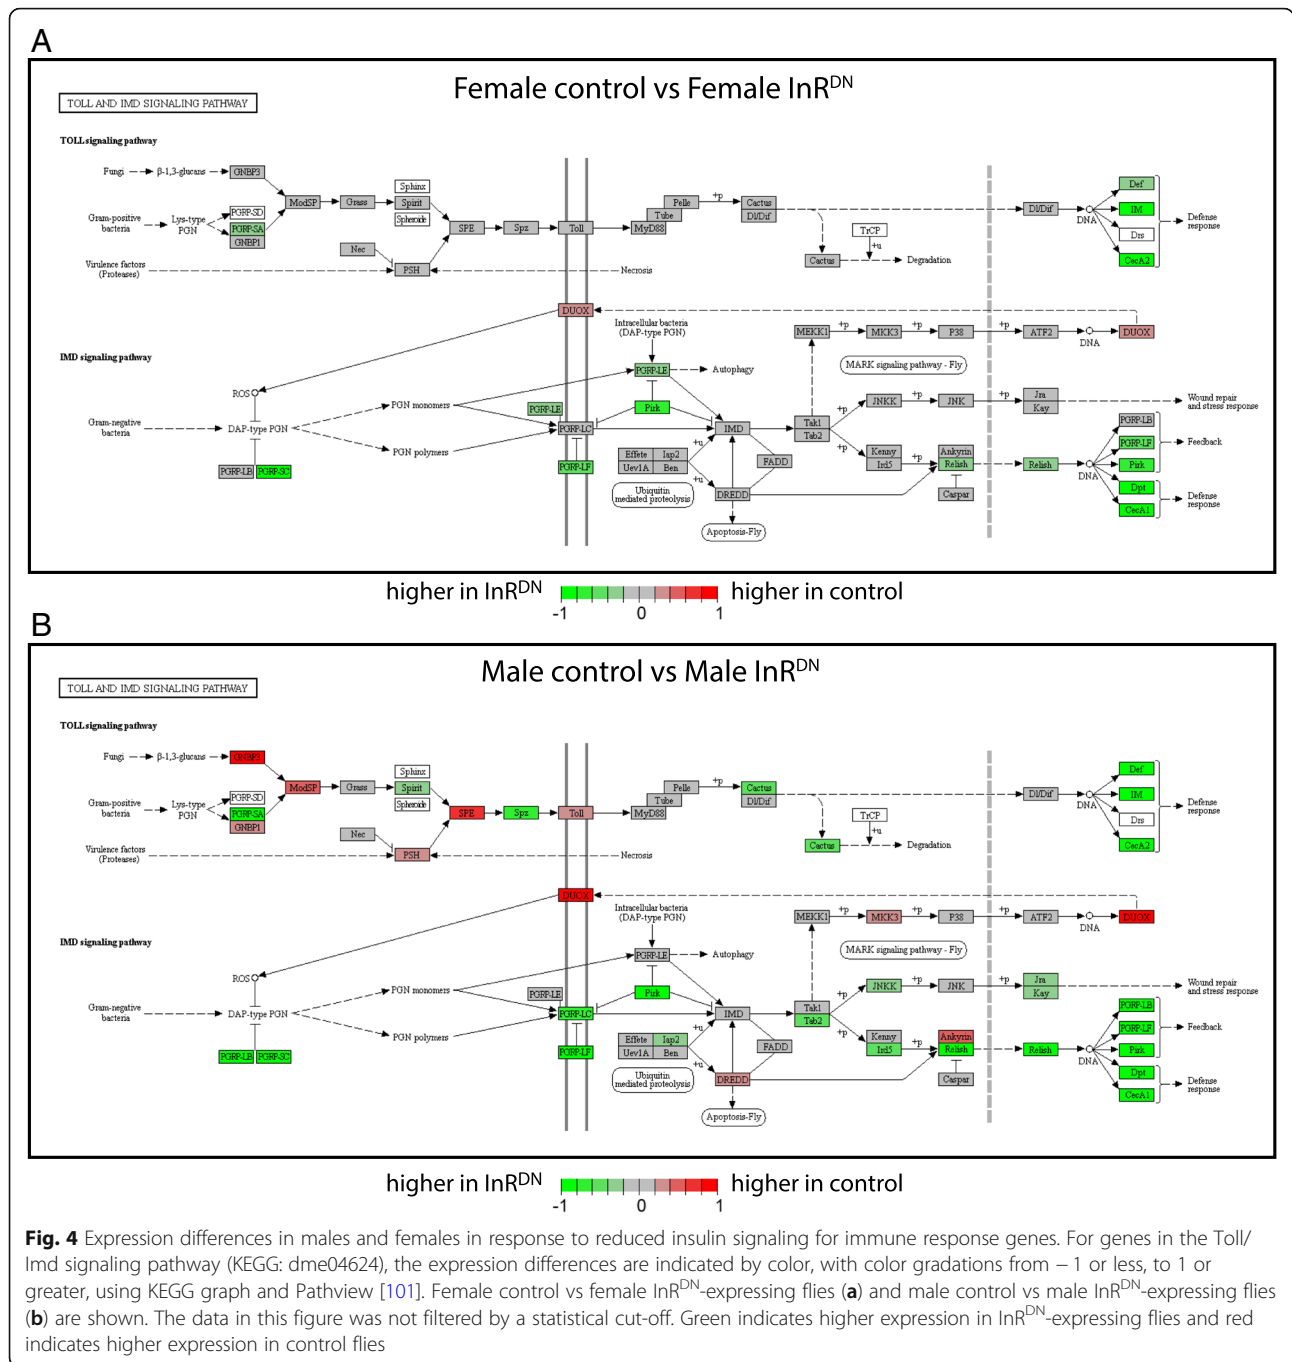 A
Female control vs Female InR^DN
TOLL AND IMD SIGNALING PATHWAY
TOLL signaling pathway
Fungi
β-1,3-glucans
GNBP3
ModSP
Grass
Sphinx
Spirit
Spheroide
Gram-positive
bacteria
Lys-type
PGN
PGRP-SD
PGRP-SA
GNBP1
Nec
SPE
Spz
Toll
Virulence factors
(Proteases)
PSH
Necrosis
Pelle
Tube
MyD88
+p
Cactus
Dl/Dif
TrCP
+u
Cactus
Degradation
Dl/Dif
DNA
Def
IM
Drs
CecA2
Defense
response
DUOX
Intracellular bacteria
(DAP-type PGN)
MEKK1
+p
MKK3
+p
P38
+p
ATF2
DNA
DUOX
IMD signaling pathway
MARK signaling pathway - Fly
PGRP-LE
Autophagy
ROS
PGN monomers
PGRP-LE
Pirk
JNKK
+p
JNK
+p
Jra
Kay
Wound repair
and stress response
Gram-negative
bacteria
DAP-type PGN
PGRP-LC
IMD
Tak1
Tab2
+p
+p
PGN polymers
PGRP-LB
PGRP-SC
PGRP-LF
Effete
Iap2
Uev1A
Ben
+u
+u
FADD
Kenny
Ird5
+p
Ankyrin
Relish
Relish
DNA
PGRP-LB
PGRP-LF
Pirk
Feedback
Dpt
CecA1
Defense
response
Ubiquitin
mediated proteolysis
DREDD
Caspar
Apoptosis-Fly
higher in InR^DN
higher in control
-1
0
1
B
Male control vs Male InR^DN
TOLL AND IMD SIGNALING PATHWAY
TOLL signaling pathway
Fungi
β-1,3-glucans
GNBP3
ModSP
Grass
Sphinx
Spirit
Spheroide
Gram-positive
bacteria
Lys-type
PGN
PGRP-SD
PGRP-SA
GNBP1
Nec
SPE
Spz
Toll
Virulence factors
(Proteases)
PSH
Necrosis
Pelle
Tube
MyD88
+p
Cactus
Dl/Dif
TrCP
+u
Cactus
Degradation
Dl/Dif
DNA
Def
IM
Drs
CecA2
Defense
response
DUOX
Intracellular bacteria
(DAP-type PGN)
MEKK1
+p
MKK3
+p
P38
+p
ATF2
DNA
DUOX
IMD signaling pathway
MARK signaling pathway - Fly
PGRP-LE
Autophagy
ROS
PGN monomers
PGRP-LE
Pirk
JNKK
+p
JNK
+p
Jra
Kay
Wound repair
and stress response
Gram-negative
bacteria
DAP-type PGN
PGRP-LC
IMD
Tak1
Tab2
+p
+p
PGN polymers
PGRP-LB
PGRP-SC
PGRP-LF
Effete
Iap2
Uev1A
Ben
+u
+u
FADD
Kenny
Ird5
+p
Ankyrin
Relish
Relish
DNA
PGRP-LB
PGRP-LF
Pirk
Feedback
Dpt
CecA1
Defense
response
Ubiquitin
mediated proteolysis
DREDD
Caspar
Apoptosis-Fly
higher in InR^DN
higher in control
-1
0
1
Fig. 4 Expression differences in males and females in response to reduced insulin signaling for immune response genes. For genes in the Toll/
Imd signaling pathway (KEGG: dme04624), the expression differences are indicated by color, with color gradations from − 1 or less, to 1 or
greater, using KEGG graph and Pathview [101]. Female control vs female InR^DN-expressing flies (a) and male control vs male InR^DN-expressing flies
(b) are shown. The data in this figure was not filtered by a statistical cut-off. Green indicates higher expression in InR^DN-expressing flies and red
indicates higher expression in control flies